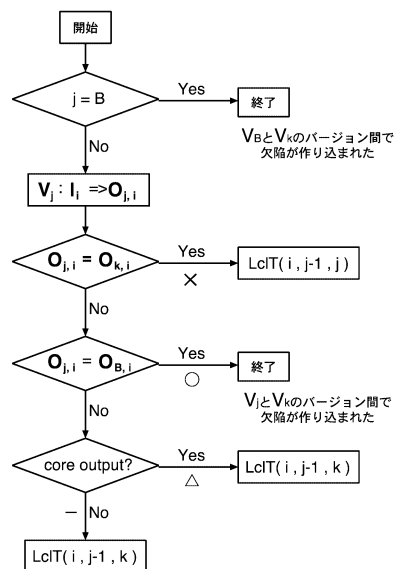 開始
j = B
Yes
終了
VBとVkのバージョン間で
欠陥が作り込まれた
No
Vj : Ii =>Oj, i
Oj, i = Ok, i
Yes
×
LclT( i , j-1 , j )
No
Oj, i = OB, i
Yes
○
終了
VjとVkのバージョン間で
欠陥が作り込まれた
No
core output?
Yes
△
LclT( i , j-1 , k )
− No
LclT( i , j-1 , k )